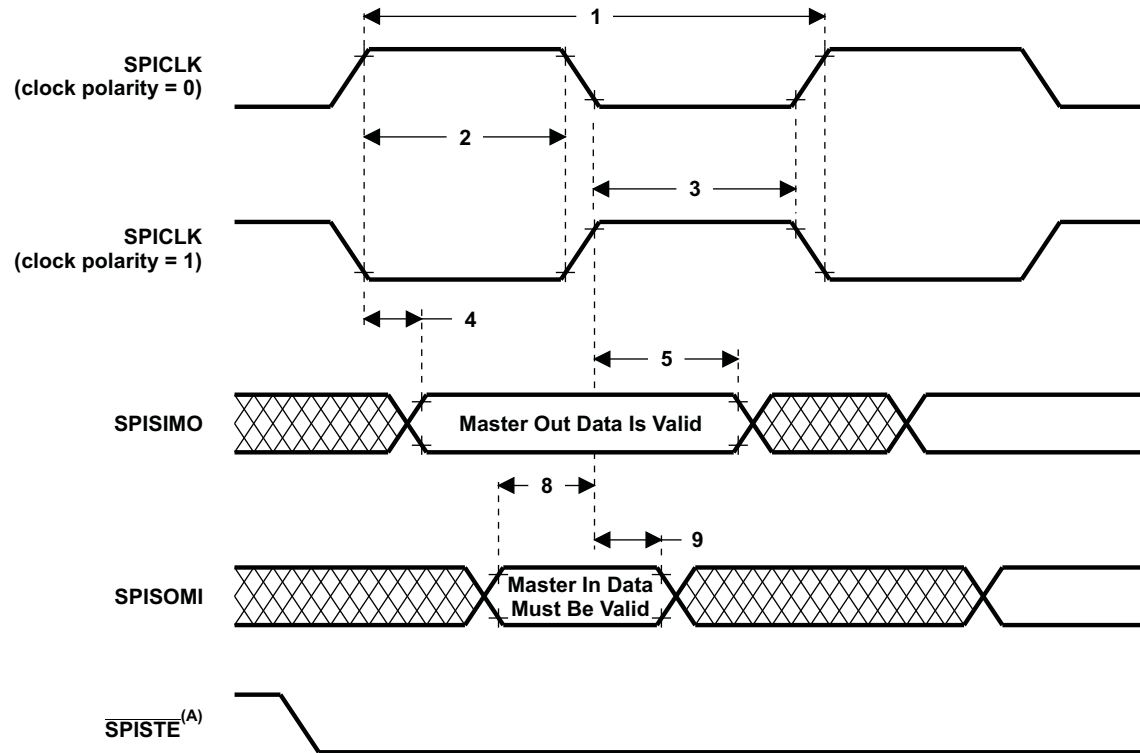 1
SPICLK
(clock polarity = 0)
2
3
SPICLK
(clock polarity = 1)
4
5
SPISIMO
Master Out Data Is Valid
8
9
SPISOMI
Master In Data
Must Be Valid
SPISTE(A)